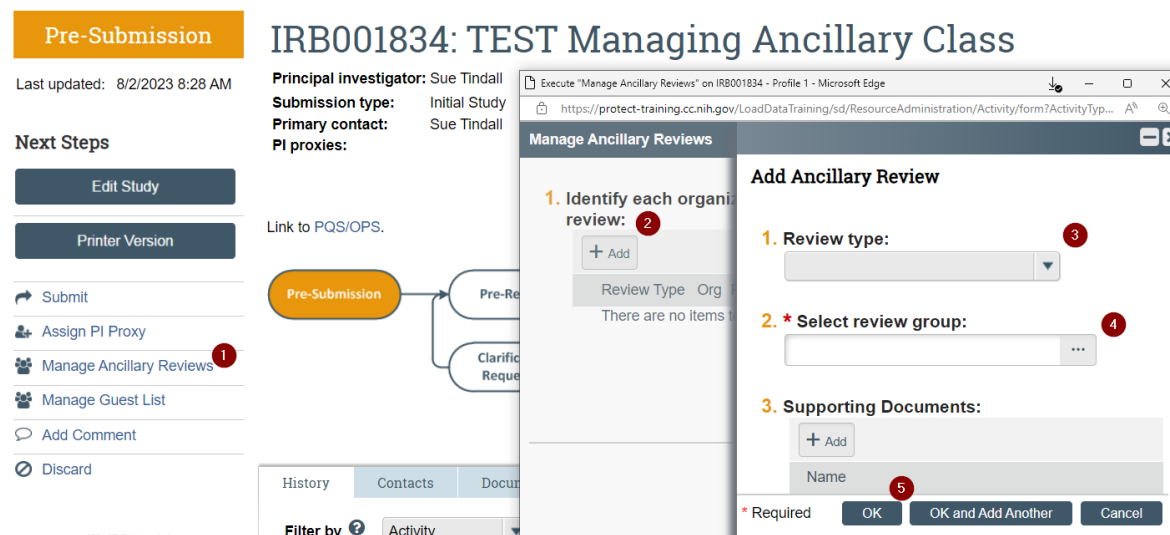 Pre-Submission
Last updated: 8/2/2023 8:28 AM
Next Steps
Edit Study
Printer Version
Submit
Assign PI Proxy
Manage Ancillary Reviews
1
Manage Guest List
Add Comment
Discard
IRB001834: TEST Managing Ancillary Class
Principal investigator: Sue Tindall
Submission type: Initial Study
Primary contact: Sue Tindall
PI proxies:
Link to PQS/OPS.
Pre-Submission
Pre-Re
Clarific
Reque
History Contacts Docun
Filter by ? Activity
Execute "Manage Ancillary Reviews" on IRB001834 - Profile 1 - Microsoft Edge
https://protect-training.cc.nih.gov/LoadDataTraining/sd/ResourceAdministration/Activity/form?ActivityTyp...
Manage Ancillary Reviews
1. Identify each organiz
review:
2
+ Add
Review Type Org
There are no items t
Add Ancillary Review
1. Review type:
3
2. * Select review group:
4
...
3. Supporting Documents:
+ Add
Name
5
* Required OK OK and Add Another Cancel